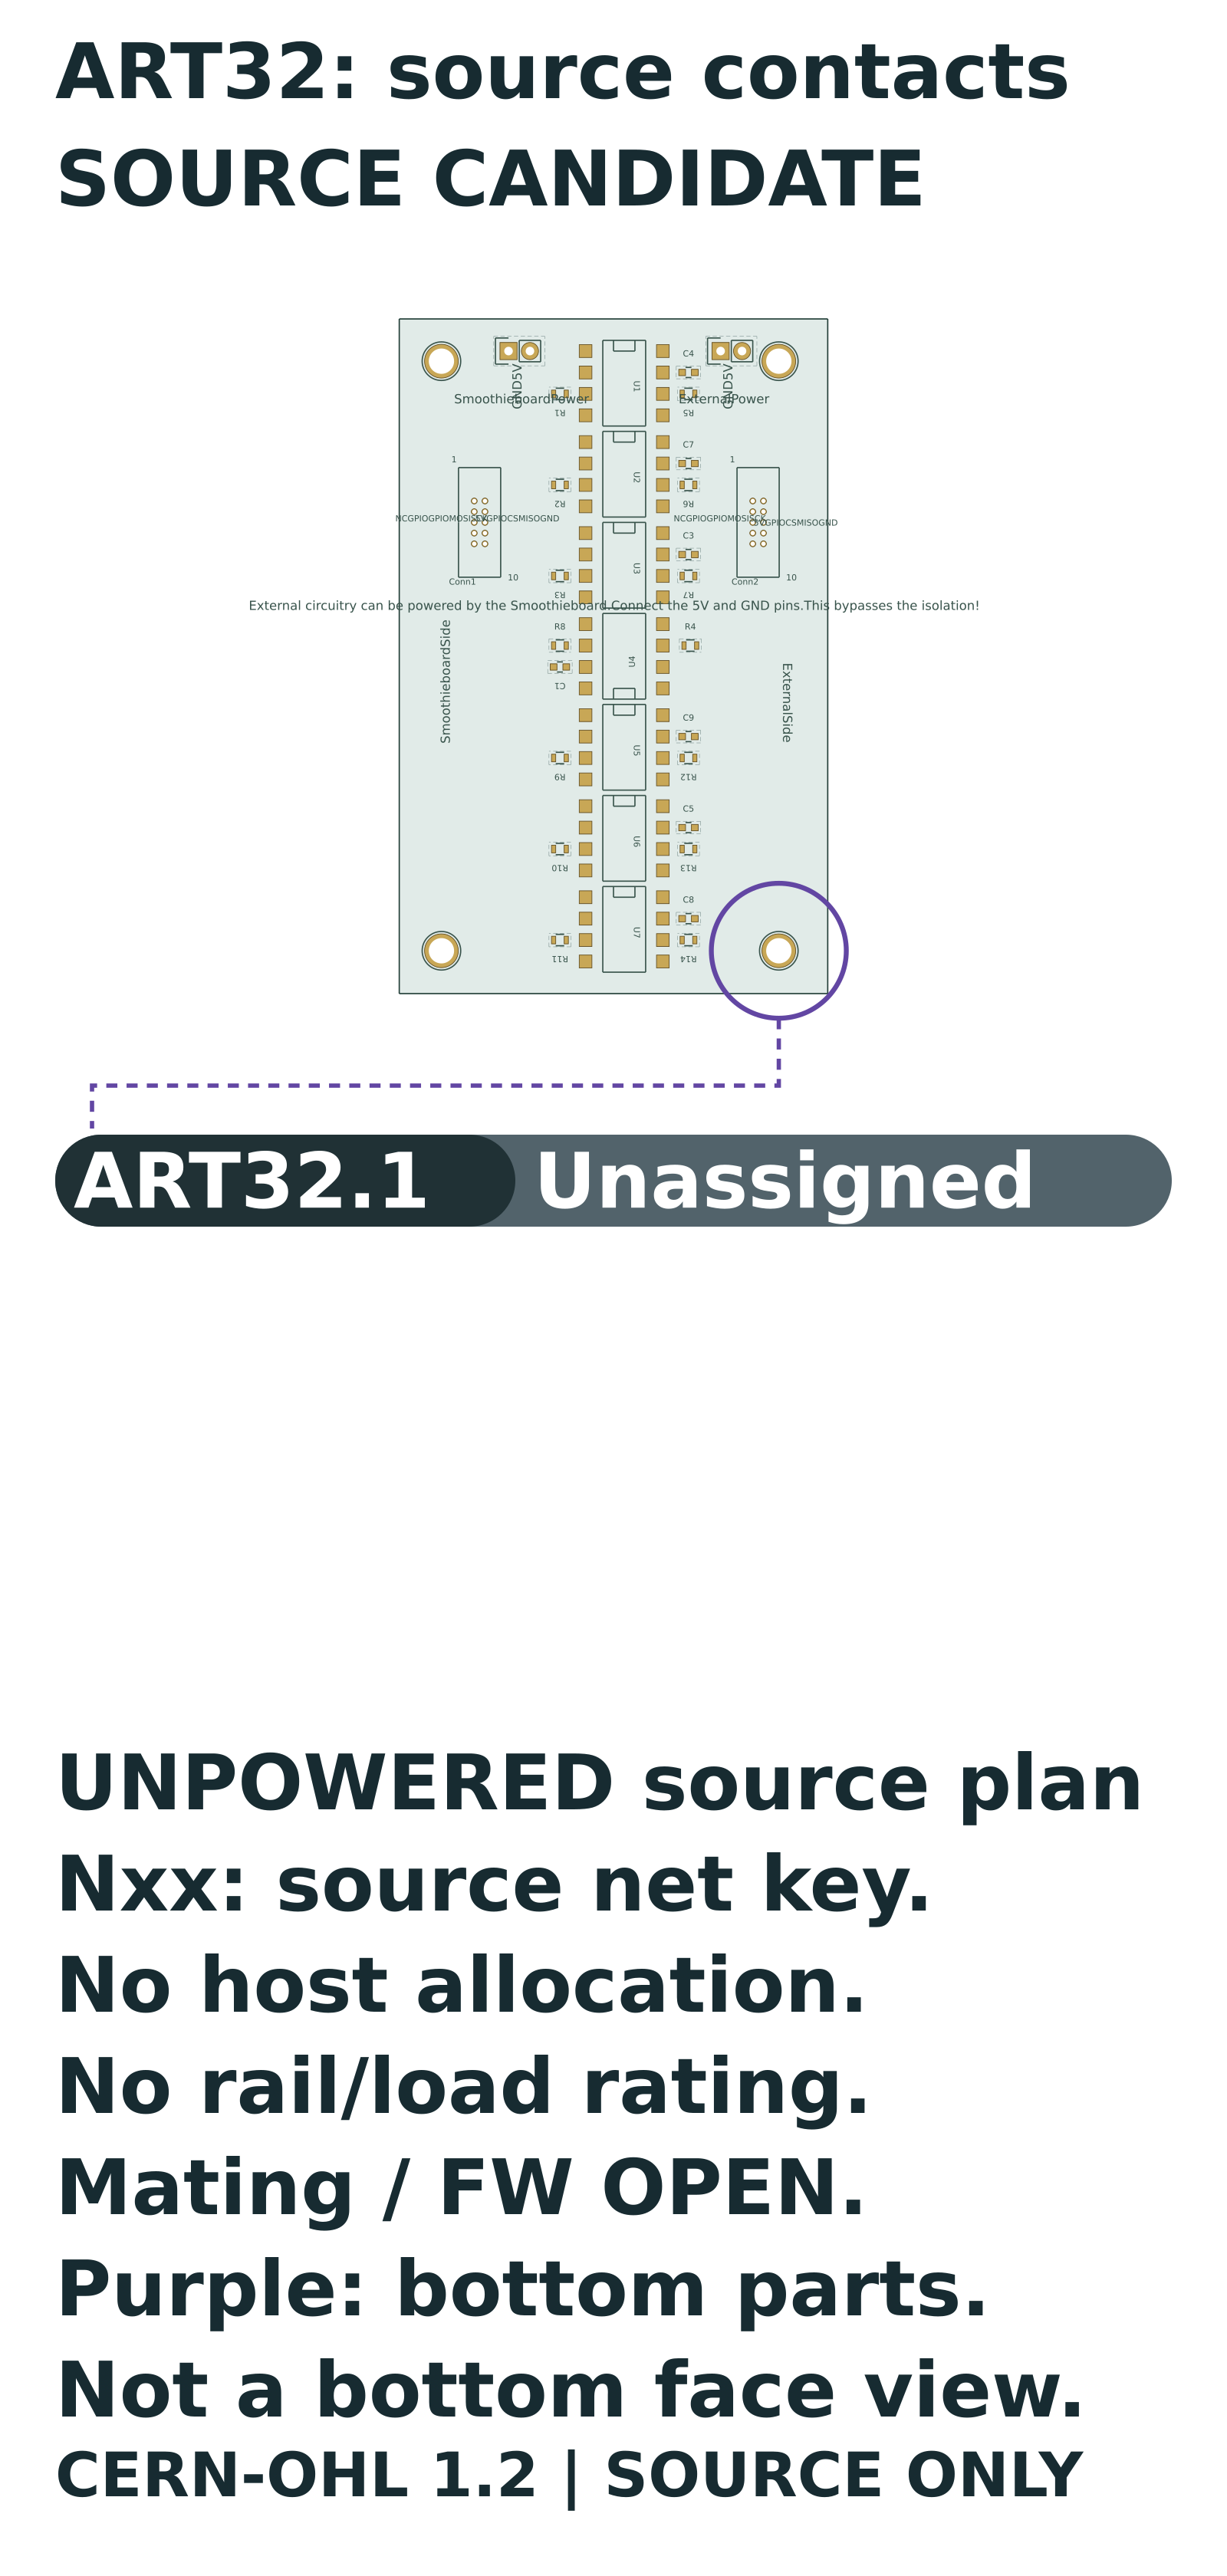 ART32: source contacts
SOURCE CANDIDATE
GND5V
GND5V
C4
U1
SmoothieboardPower
ExternalPower
R1
R5
C7
U2
1
1
R2
R6
NCGPIOGPIOMOSISCK
5VGPIOCSMISOGND
NCGPIOGPIOMOSISCK
5VGPIOCSMISOGND
C3
U3
Conn1
10
Conn2
10
R3
R7
External circuitry can be powered by the Smoothieboard.Connect the 5V and GND pins.This bypasses the isolation!
R8
R4
U4
C1
SmoothieboardSide
ExternalSide
C9
U5
R9
R12
C5
U6
R10
R13
C8
U7
R11
R14
ART32.1
Unassigned
UNPOWERED source plan
Nxx: source net key.
No host allocation.
No rail/load rating.
Mating / FW OPEN.
Purple: bottom parts.
Not a bottom face view.
CERN-OHL 1.2 | SOURCE ONLY